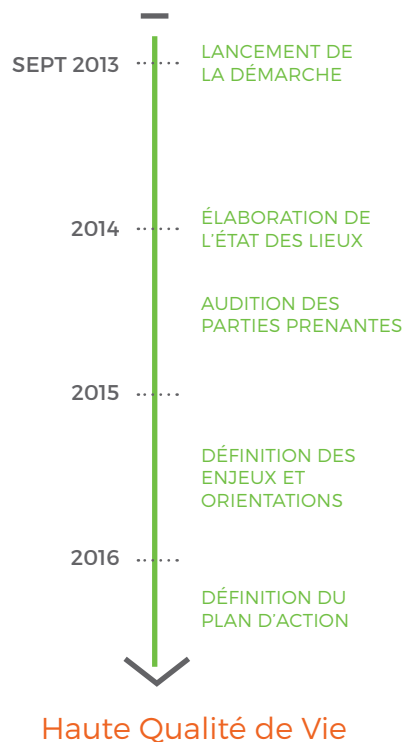 SEPT 2013
LANCEMENT DE
LA DÉMARCHE
2014
ÉLABORATION DE
L'ÉTAT DES LIEUX
AUDITION DES
PARTIES PRENANTES
2015
DÉFINITION DES
ENJEUX ET
ORIENTATIONS
2016
DÉFINITION DU
PLAN D'ACTION
Haute Qualité de Vie